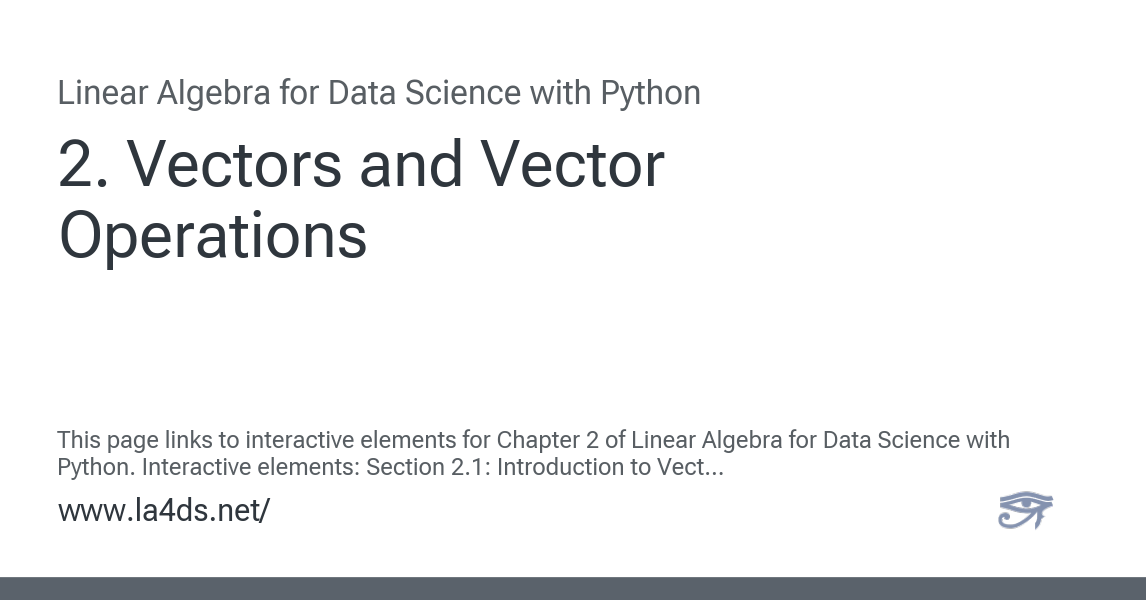 Linear Algebra for Data Science with Python
2. Vectors and Vector
Operations
This page links to interactive elements for Chapter 2 of Linear Algebra for Data Science with
Python. Interactive elements: Section 2.1: Introduction to Vect...
www.la4ds.net/